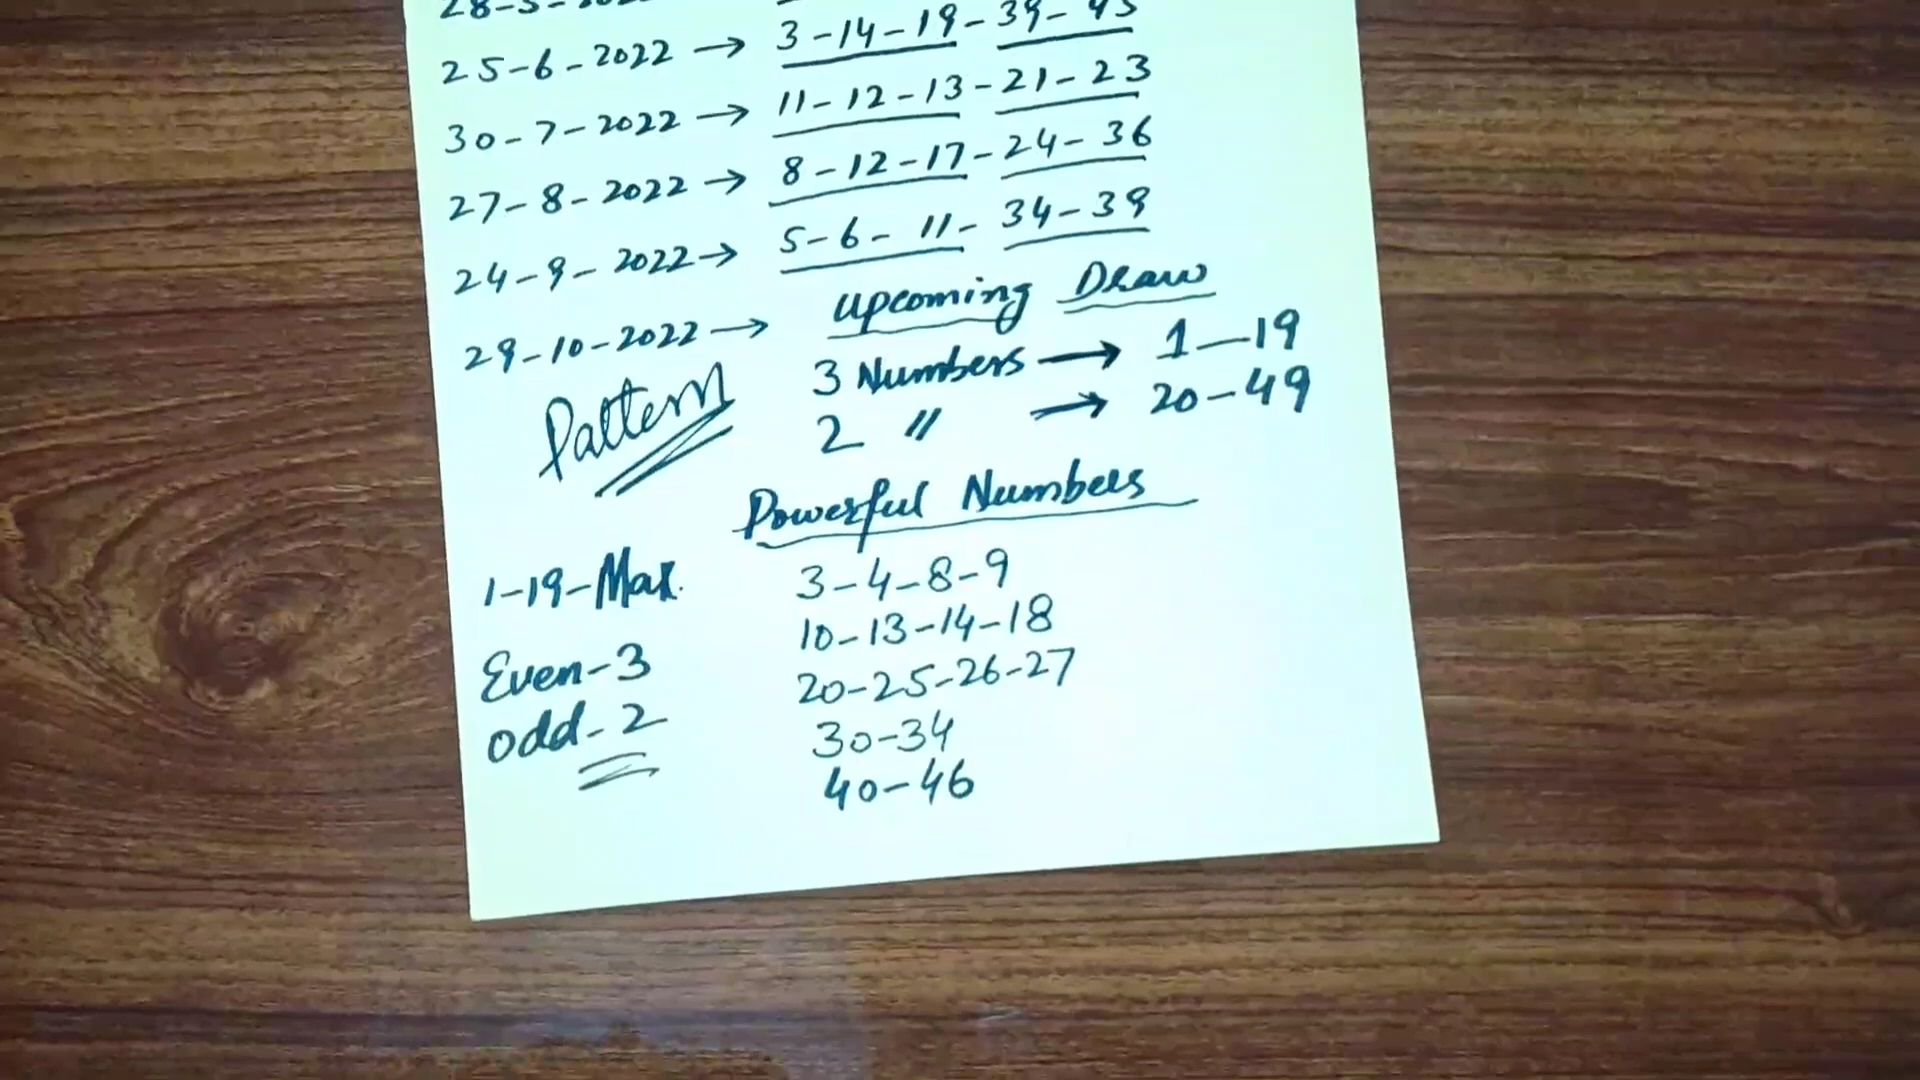 28-5-2022
25-6-2022 → 3-14-19-39-45
30-7-2022 → 11-12-13-21-23
27-8-2022 → 8-12-17-24-36
24-9-2022 → 5-6-11-34-39
29-10-2022 → Upcoming Draw
3 Numbers → 1—19
2 〃 → 20-49
Pattern
Powerful Numbers
1-19-Max. 3-4-8-9
10-13-14-18
Even-3 20-25-26-27
odd-2 30-34
40-46